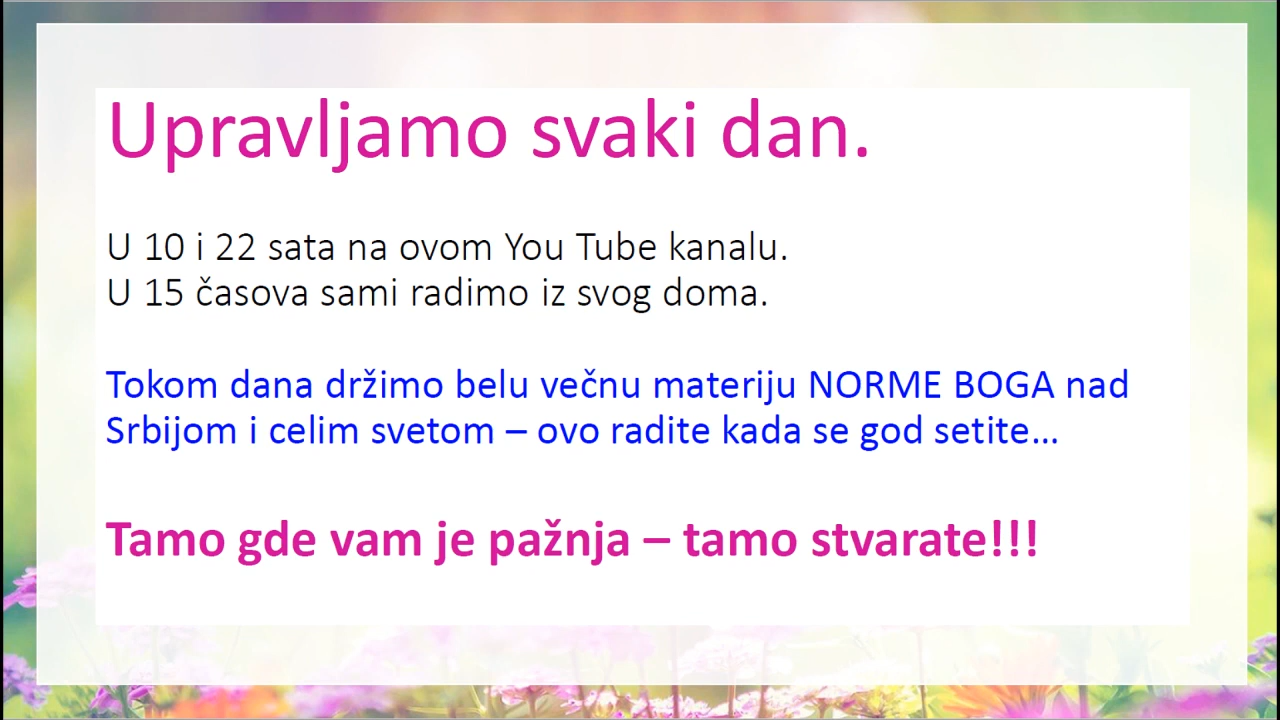 Upravljamo svaki dan.
U 10 i 22 sata na ovom You Tube kanalu.
U 15 časova sami radimo iz svog doma.
Tokom dana držimo belu večnu materiju NORME BOGA nad
Srbijom i celim svetom – ovo radite kada se god setite...
Tamo gde vam je pažnja – tamo stvarate!!!